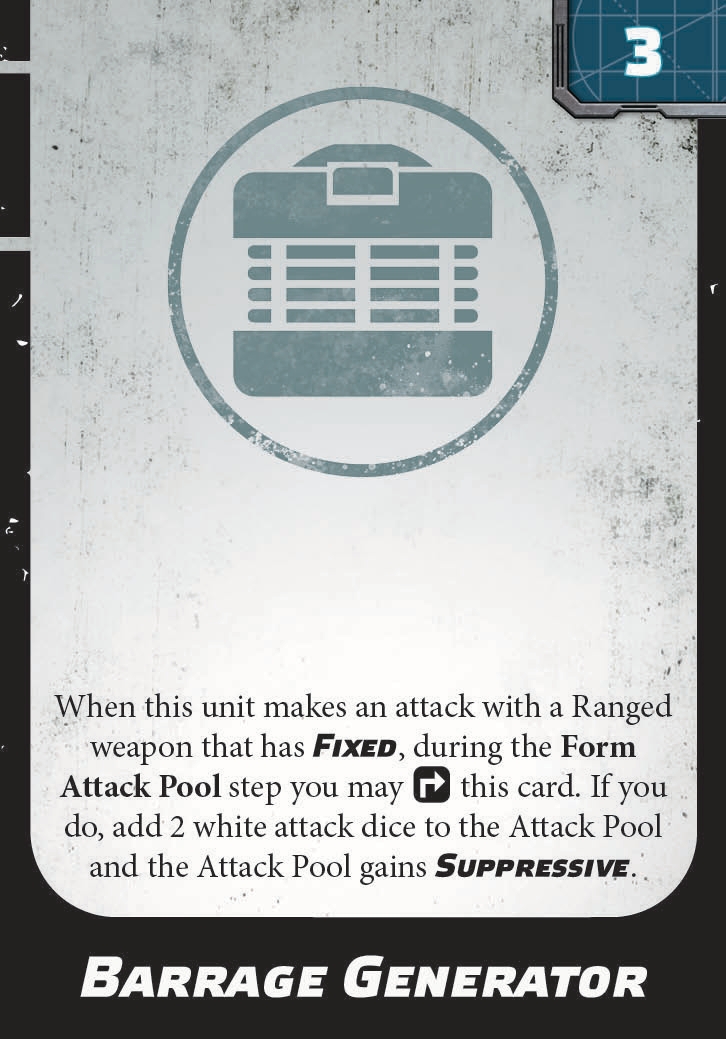 3
When this unit makes an attack with a Ranged
weapon that has FIXED, during the Form
Attack Pool step you may this card. If you
do, add 2 white attack dice to the Attack Pool
and the Attack Pool gains SUPPRESSIVE.
BARRAGE GENERATOR